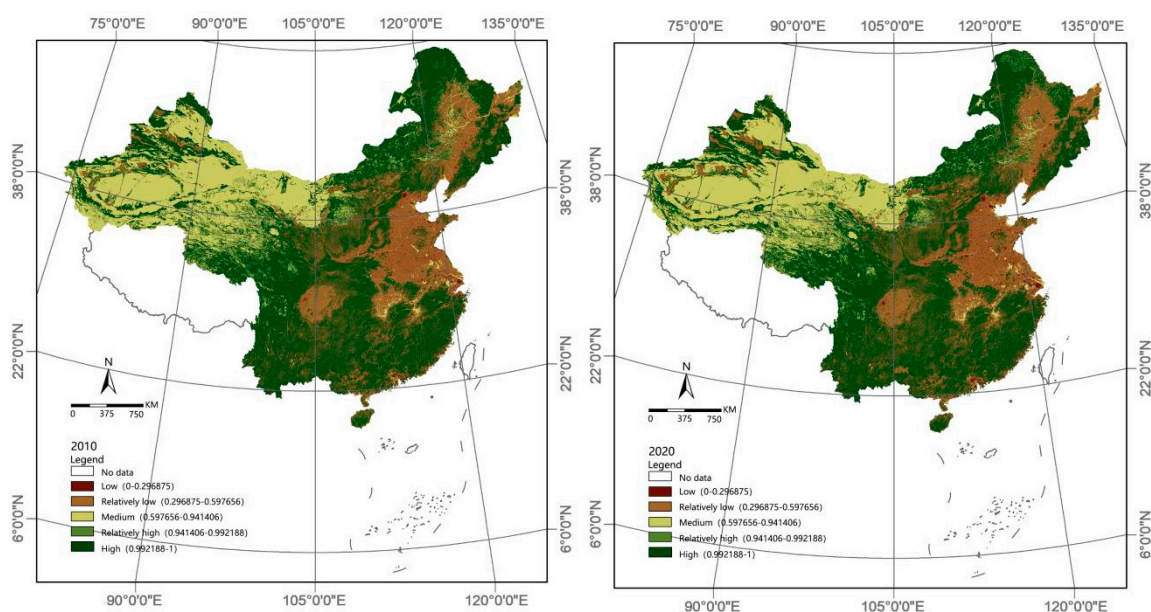 75°0'0"E 90°0'0"E 105°0'0"E 120°0'0"E 135°0'0"E
38°0'0"N
38°0'0"N
22°0'0"N
22°0'0"N
6°0'0"N
6°0'0"N
N
KM
0 375 750
2010
Legend
No data
Low (0-0.296875)
Relatively low (0.296875-0.597656)
Medium (0.597656-0.941406)
Relatively high (0.941406-0.992188)
High (0.992188-1)
90°0'0"E 105°0'0"E 120°0'0"E
75°0'0"E 90°0'0"E 105°0'0"E 120°0'0"E 135°0'0"E
38°0'0"N
38°0'0"N
22°0'0"N
22°0'0"N
6°0'0"N
6°0'0"N
N
KM
0 375 750
2020
Legend
No data
Low (0-0.296875)
Relatively low (0.296875-0.597656)
Medium (0.597656-0.941406)
Relatively high (0.941406-0.992188)
High (0.992188-1)
90°0'0"E 105°0'0"E 120°0'0"E